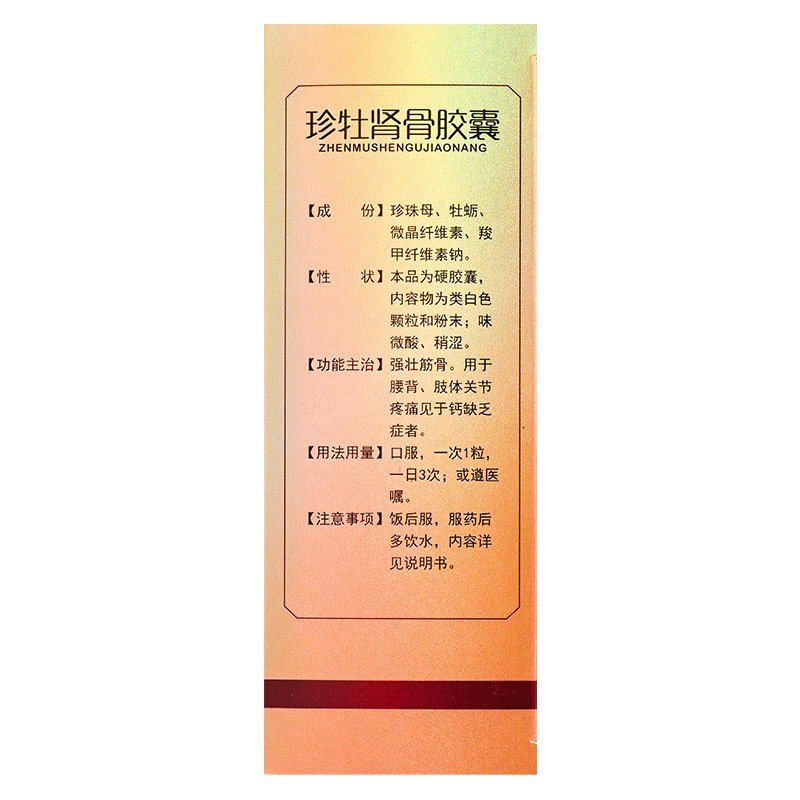 珍牡肾骨胶囊
ZHENMUSHENGUJIAONANG
【成　　份】珍珠母、牡蛎、
微晶纤维素、羧
甲纤维素钠。
【性　　状】本品为硬胶囊，
内容物为类白色
颗粒和粉末；味
微酸、稍涩。
【功能主治】强壮筋骨。用于
腰背、肢体关节
疼痛见于钙缺乏
症者。
【用法用量】口服，一次1粒，
一日3次；或遵医
嘱。
【注意事项】饭后服，服药后
多饮水，内容详
见说明书。